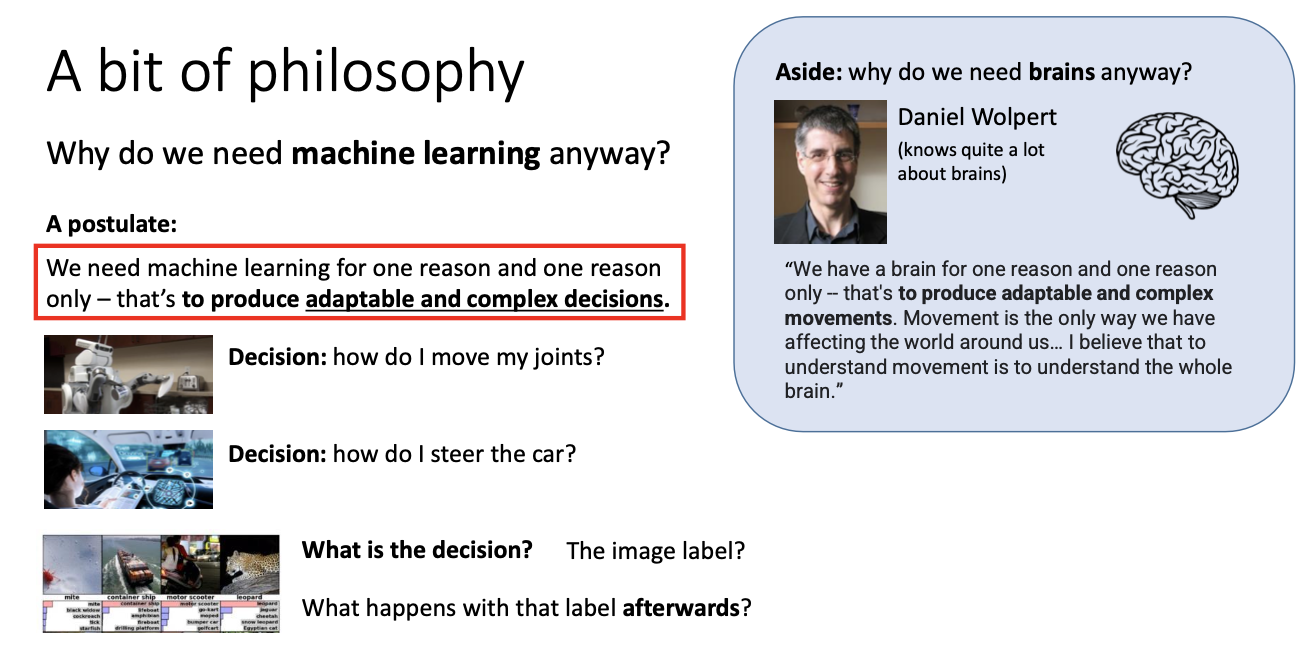 A bit of philosophy
Why do we need machine learning anyway?
A postulate:
We need machine learning for one reason and one reason
only – that's to produce adaptable and complex decisions.
Decision: how do I move my joints?
Decision: how do I steer the car?
mite container ship motor scooter leopard
mite container ship motor scooter leopard
black widow lifeboat go-kart jaguar
cockroach amphibian moped cheetah
tick fireboat bumper car snow leopard
starfish drilling platform golfcart Egyptian cat
What is the decision? The image label?
What happens with that label afterwards?
Aside: why do we need brains anyway?
Daniel Wolpert
(knows quite a lot
about brains)
“We have a brain for one reason and one reason
only -- that's to produce adaptable and complex
movements. Movement is the only way we have
affecting the world around us… I believe that to
understand movement is to understand the whole
brain.”